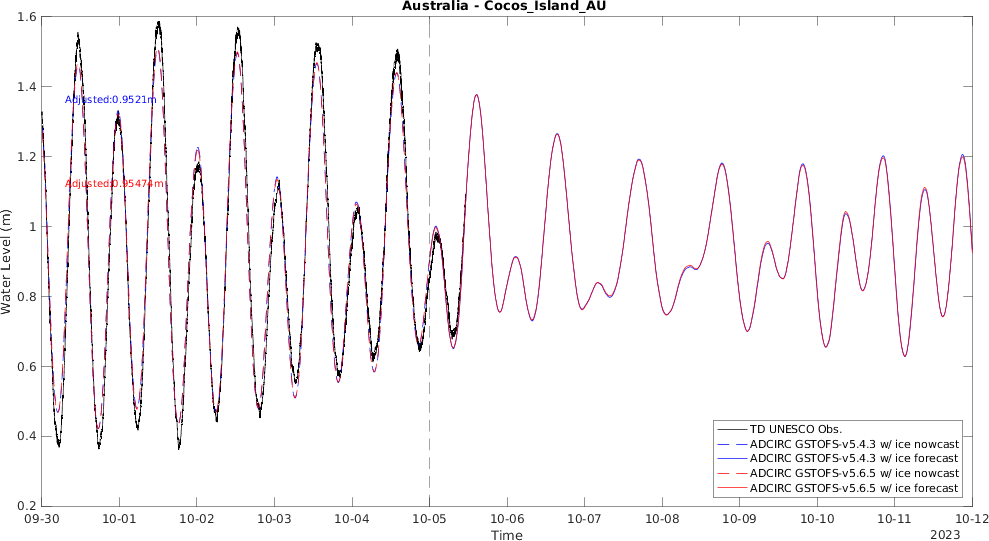 Australia - Cocos_Island_AU
Water Level (m)
1.6
1.4
1.2
1
0.8
0.6
0.4
0.2
Adjusted:0.9521m
Adjusted:0.95474m
TD UNESCO Obs.
ADCIRC GSTOFS-v5.4.3 w/ ice nowcast
ADCIRC GSTOFS-v5.4.3 w/ ice forecast
ADCIRC GSTOFS-v5.6.5 w/ ice nowcast
ADCIRC GSTOFS-v5.6.5 w/ ice forecast
09-30 10-01 10-02 10-03 10-04 10-05 10-06 10-07 10-08 10-09 10-10 10-11 10-12
Time
2023